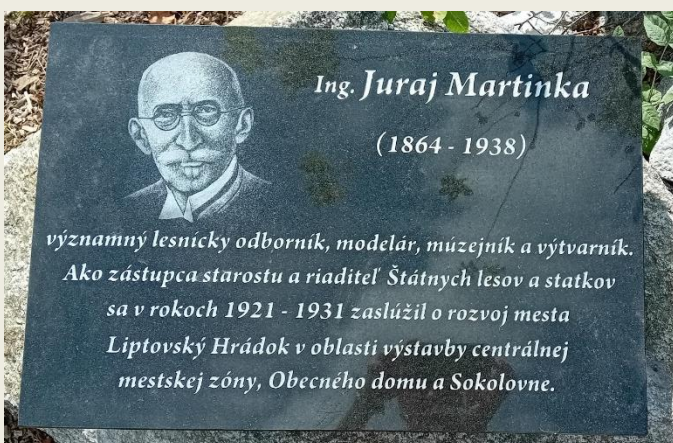 Ing. Juraj Martinka
(1864 - 1938)
významný lesnícky odborník, modelár, múzejník a výtvarník.
Ako zástupca starostu a riaditeľ Štátnych lesov a statkov
sa v rokoch 1921 - 1931 zaslúžil o rozvoj mesta
Liptovský Hrádok v oblasti výstavby centrálnej
mestskej zóny, Obecného domu a Sokolovne.